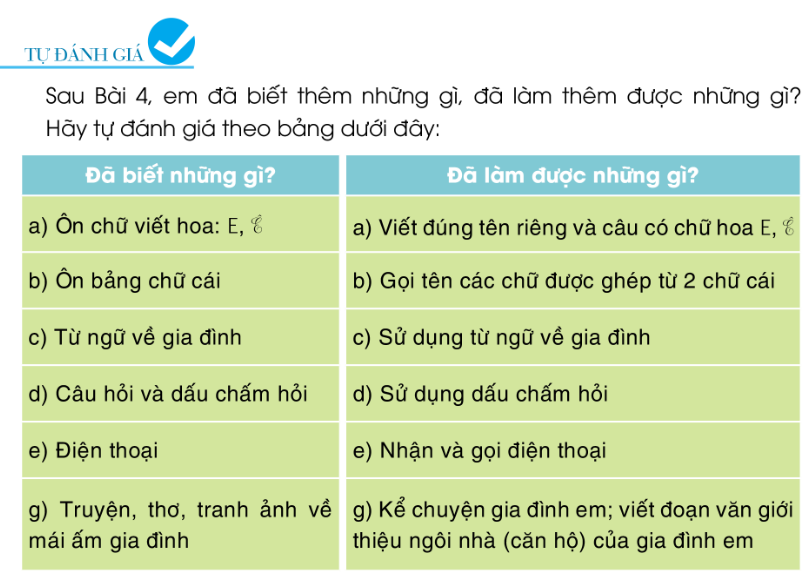 TỰ ĐÁNH GIÁ
Sau Bài 4, em đã biết thêm những gì, đã làm thêm được những gì?
Hãy tự đánh giá theo bảng dưới đây:
Đã biết những gì? Đã làm được những gì?
a) Ôn chữ viết hoa: E, Ê a) Viết đúng tên riêng và câu có chữ hoa E, Ê
b) Ôn bảng chữ cái b) Gọi tên các chữ được ghép từ 2 chữ cái
c) Từ ngữ về gia đình c) Sử dụng từ ngữ về gia đình
d) Câu hỏi và dấu chấm hỏi d) Sử dụng dấu chấm hỏi
e) Điện thoại e) Nhận và gọi điện thoại
g) Truyện, thơ, tranh ảnh về g) Kể chuyện gia đình em; viết đoạn văn giới
mái ấm gia đình thiệu ngôi nhà (căn hộ) của gia đình em